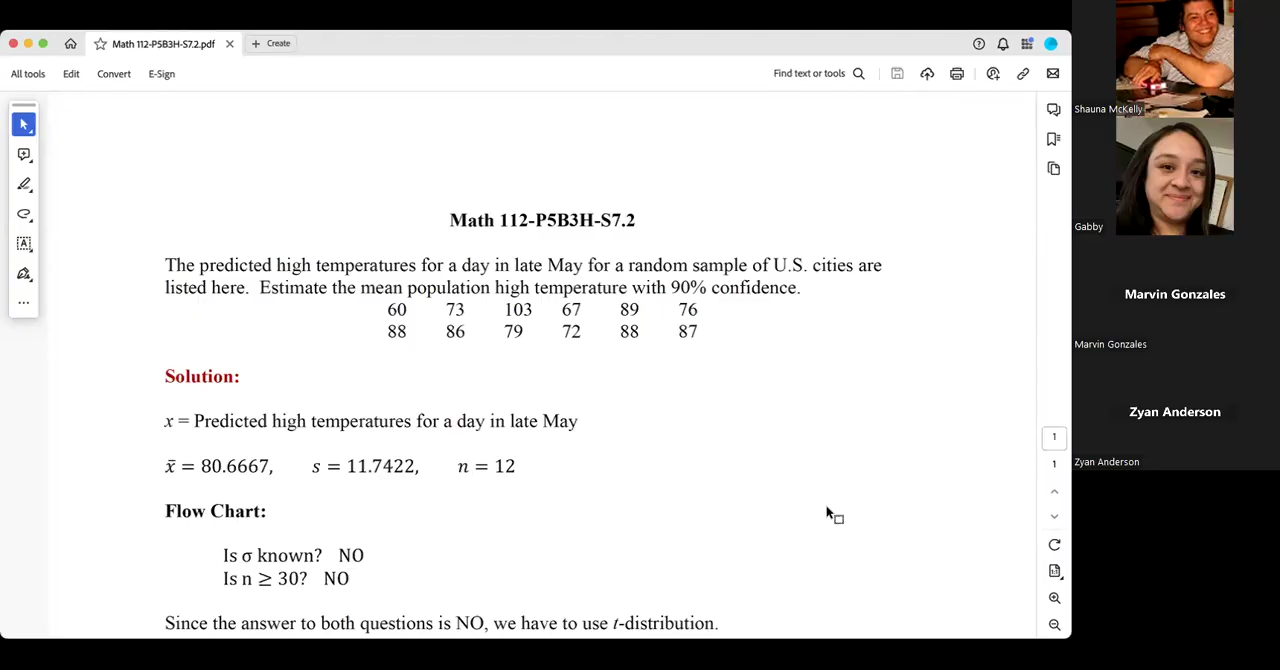 Math 112-P5B3H-S7.2.pdf
Create
All tools
Edit
Convert
E-Sign
Find text or tools
Math 112-P5B3H-S7.2
The predicted high temperatures for a day in late May for a random sample of U.S. cities are
listed here. Estimate the mean population high temperature with 90% confidence.
60 73 103 67 89 76
88 86 79 72 88 87
Solution:
x = Predicted high temperatures for a day in late May
x̄ = 80.6667, s = 11.7422, n = 12
Flow Chart:
Is σ known? NO
Is n ≥ 30? NO
Since the answer to both questions is NO, we have to use t-distribution.
1
1
Shauna McKelly
Gabby
Marvin Gonzales
Marvin Gonzales
Zyan Anderson
Zyan Anderson